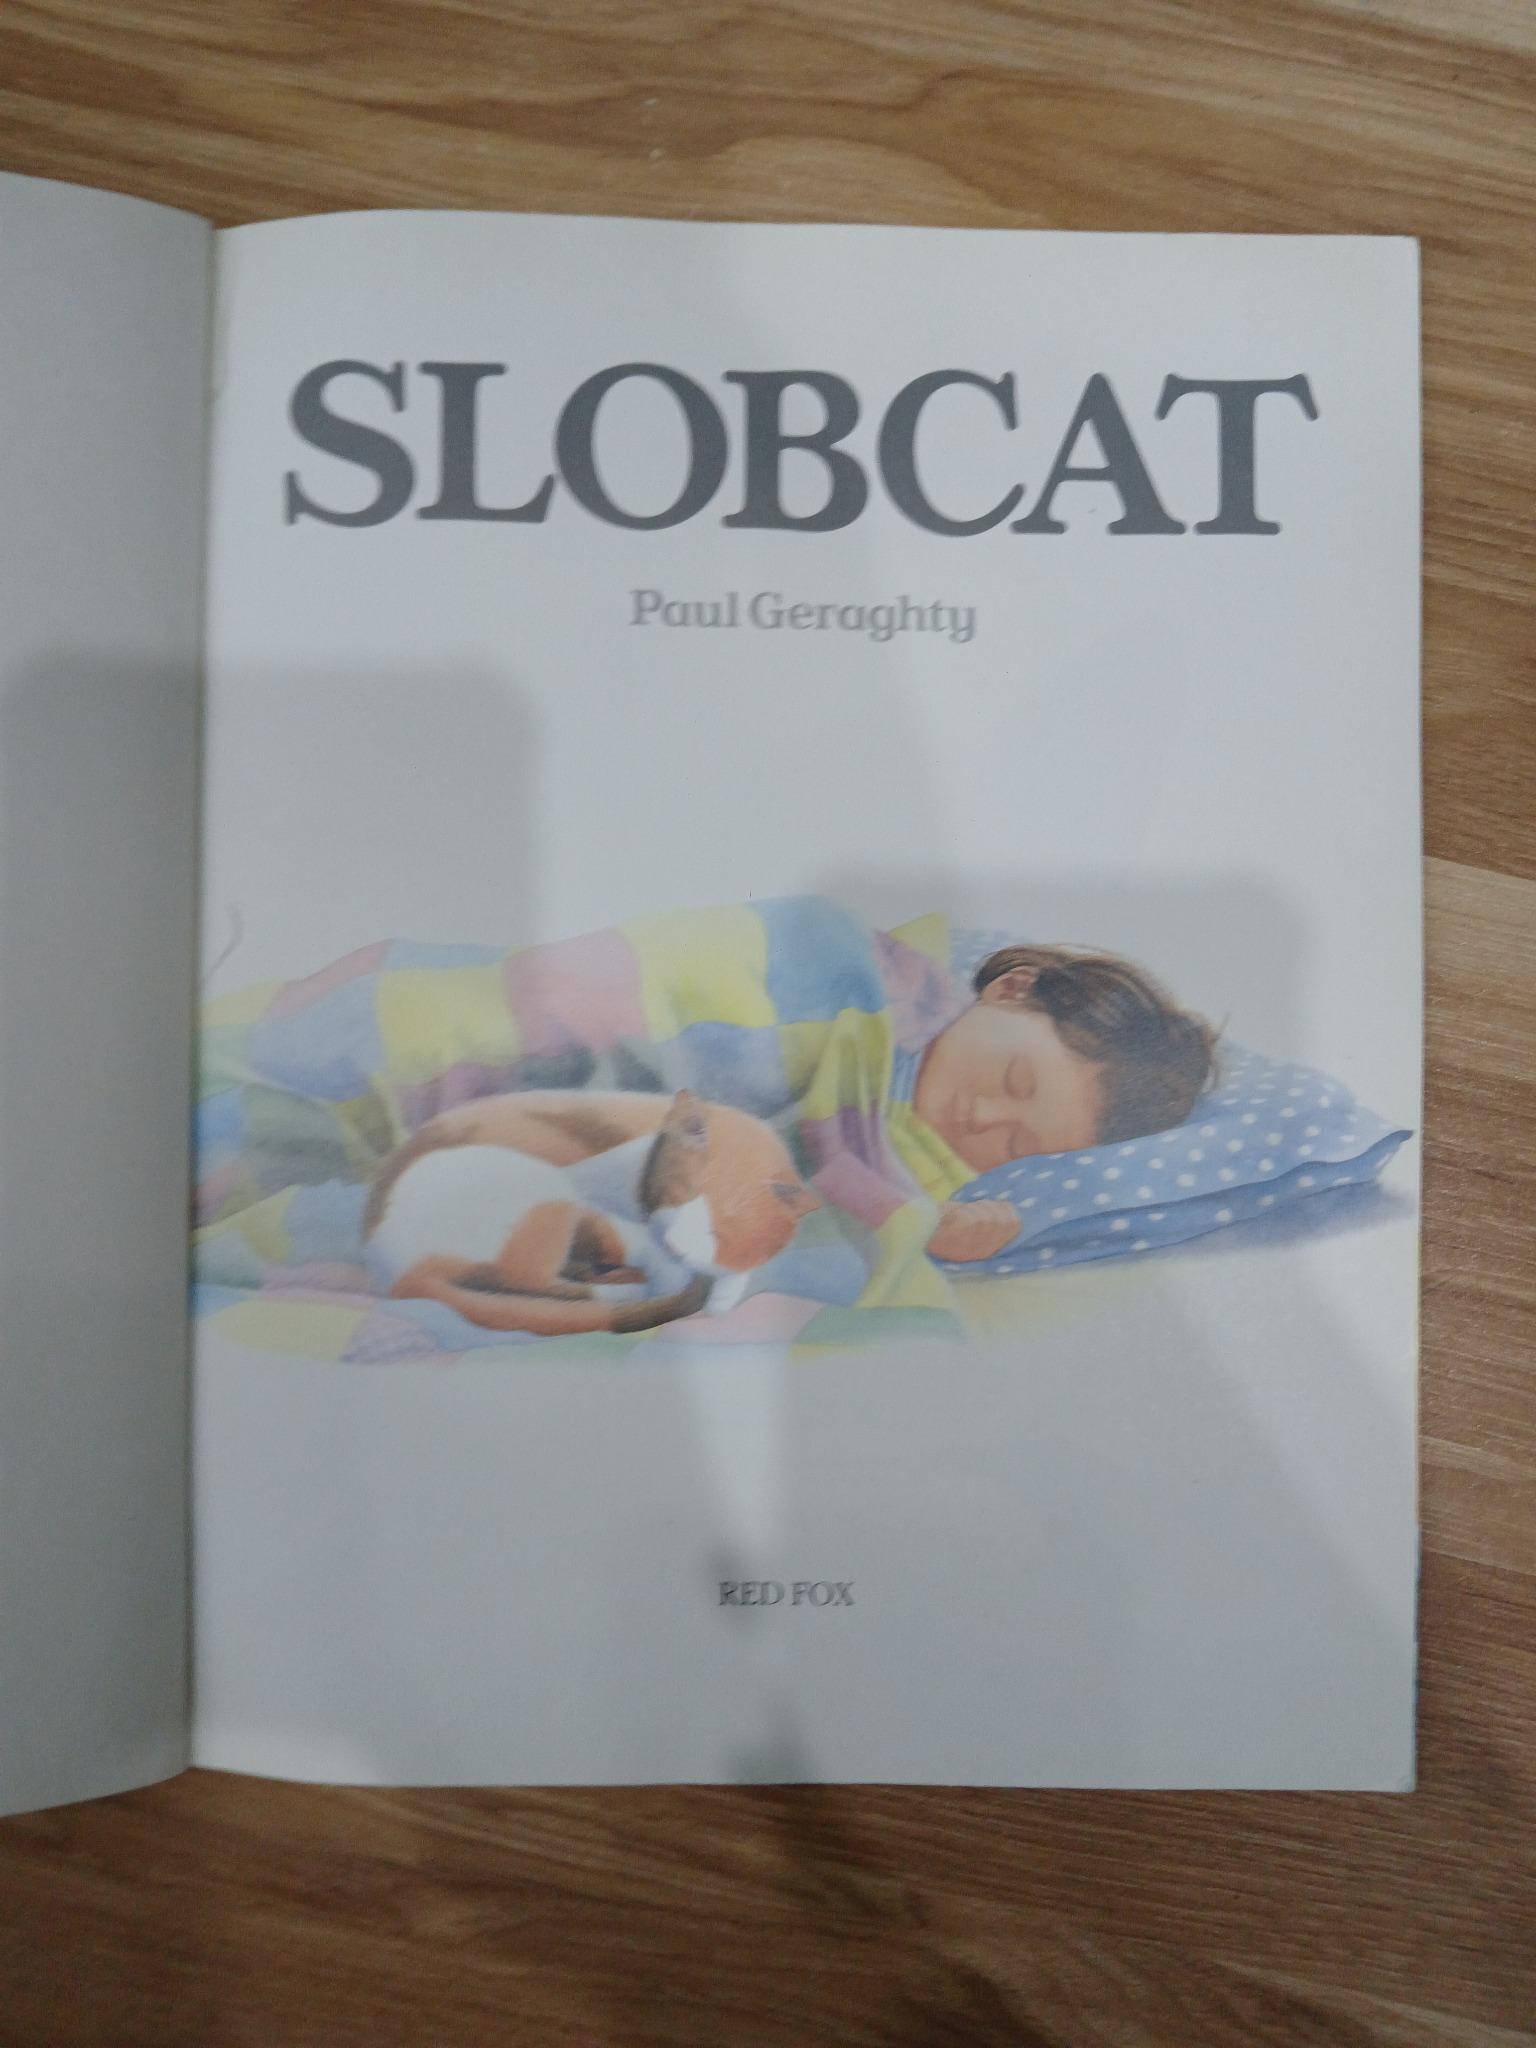 SLOBCAT
Paul Geraghty
RED FOX